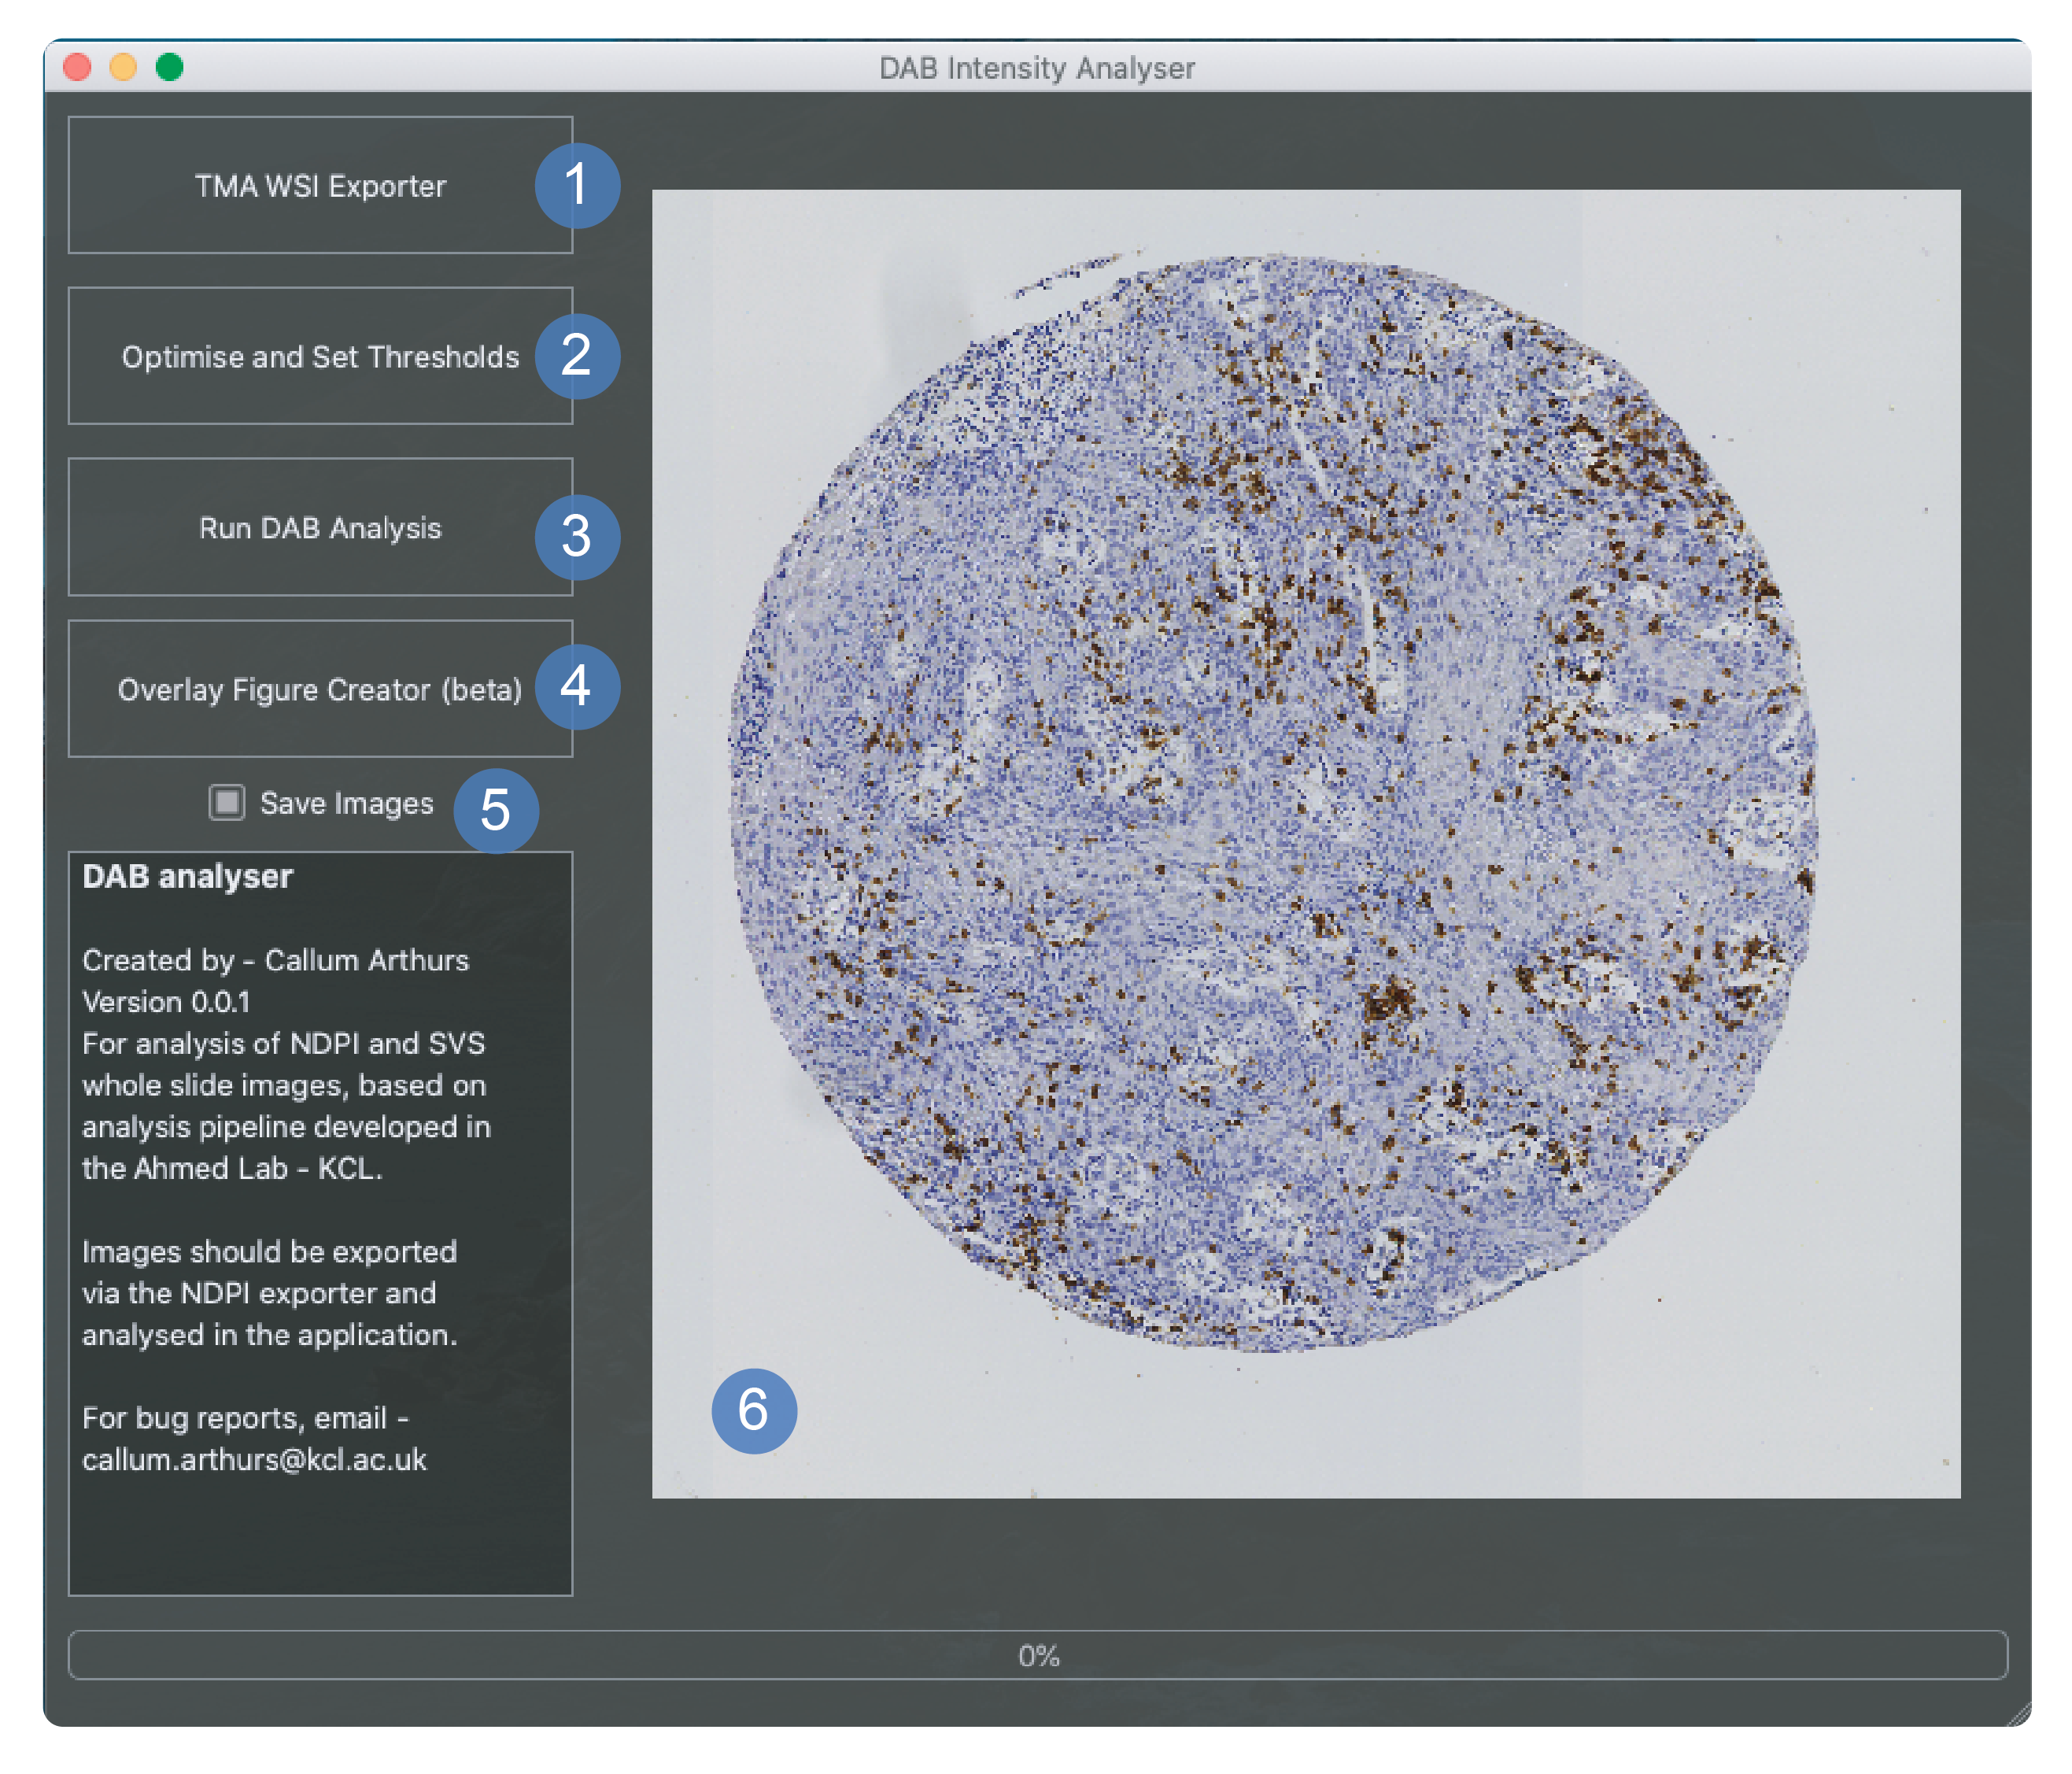 DAB Intensity Analyser
TMA WSI Exporter
1
Optimise and Set Thresholds
2
Run DAB Analysis
3
Overlay Figure Creator (beta)
4
Save Images
5
DAB analyser
Created by - Callum Arthurs
Version 0.0.1
For analysis of NDPI and SVS
whole slide images, based on
analysis pipeline developed in
the Ahmed Lab - KCL.
Images should be exported
via the NDPI exporter and
analysed in the application.
For bug reports, email -
callum.arthurs@kcl.ac.uk
6
0%